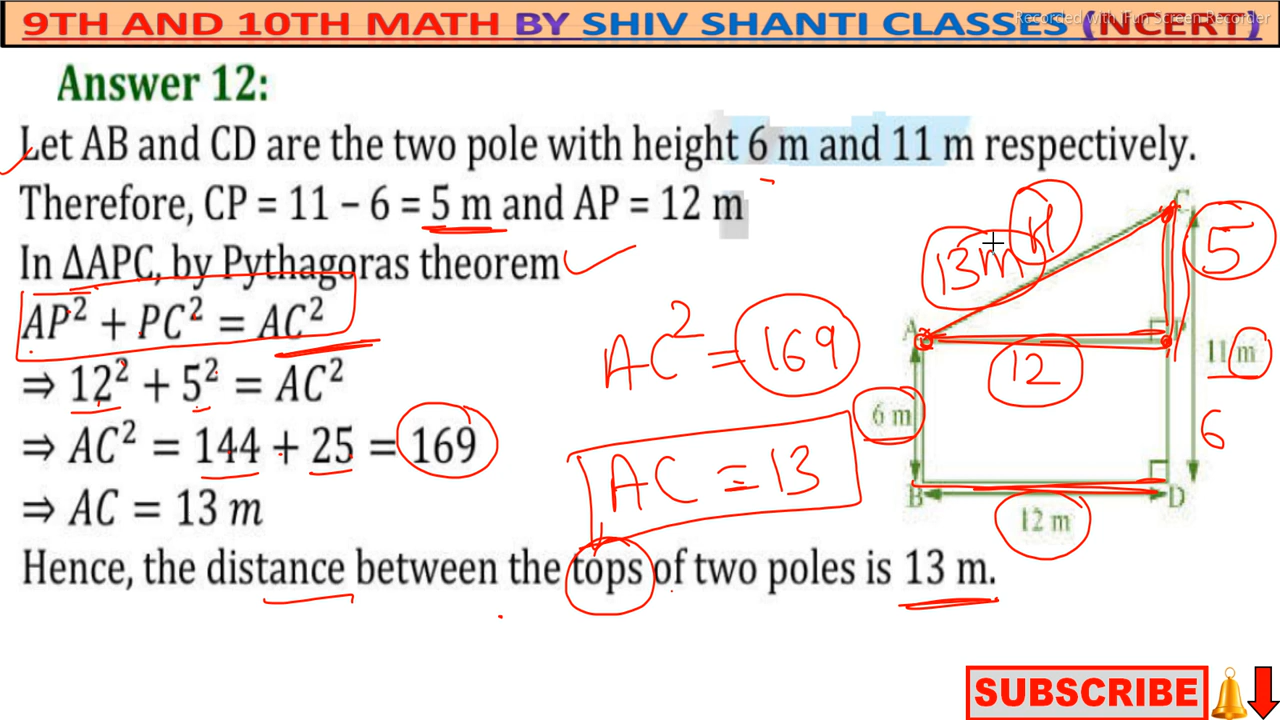 Recorded with iFun Screen Recorder
9TH AND 10TH MATH BY SHIV SHANTI CLASSES (NCERT)
Answer 12:
Let AB and CD are the two pole with height 6 m and 11 m respectively.
Therefore, CP = 11 – 6 = 5 m and AP = 12 m
In ΔAPC, by Pythagoras theorem
AP² + PC² = AC²
⇒ 12² + 5² = AC²
⇒ AC² = 144 + 25 = 169
⇒ AC = 13 m
Hence, the distance between the tops of two poles is 13 m.
AC² = 169
AC = 13
H
C
13m
5
A
P
12
11 m
6 m
6
B
D
12 m
SUBSCRIBE